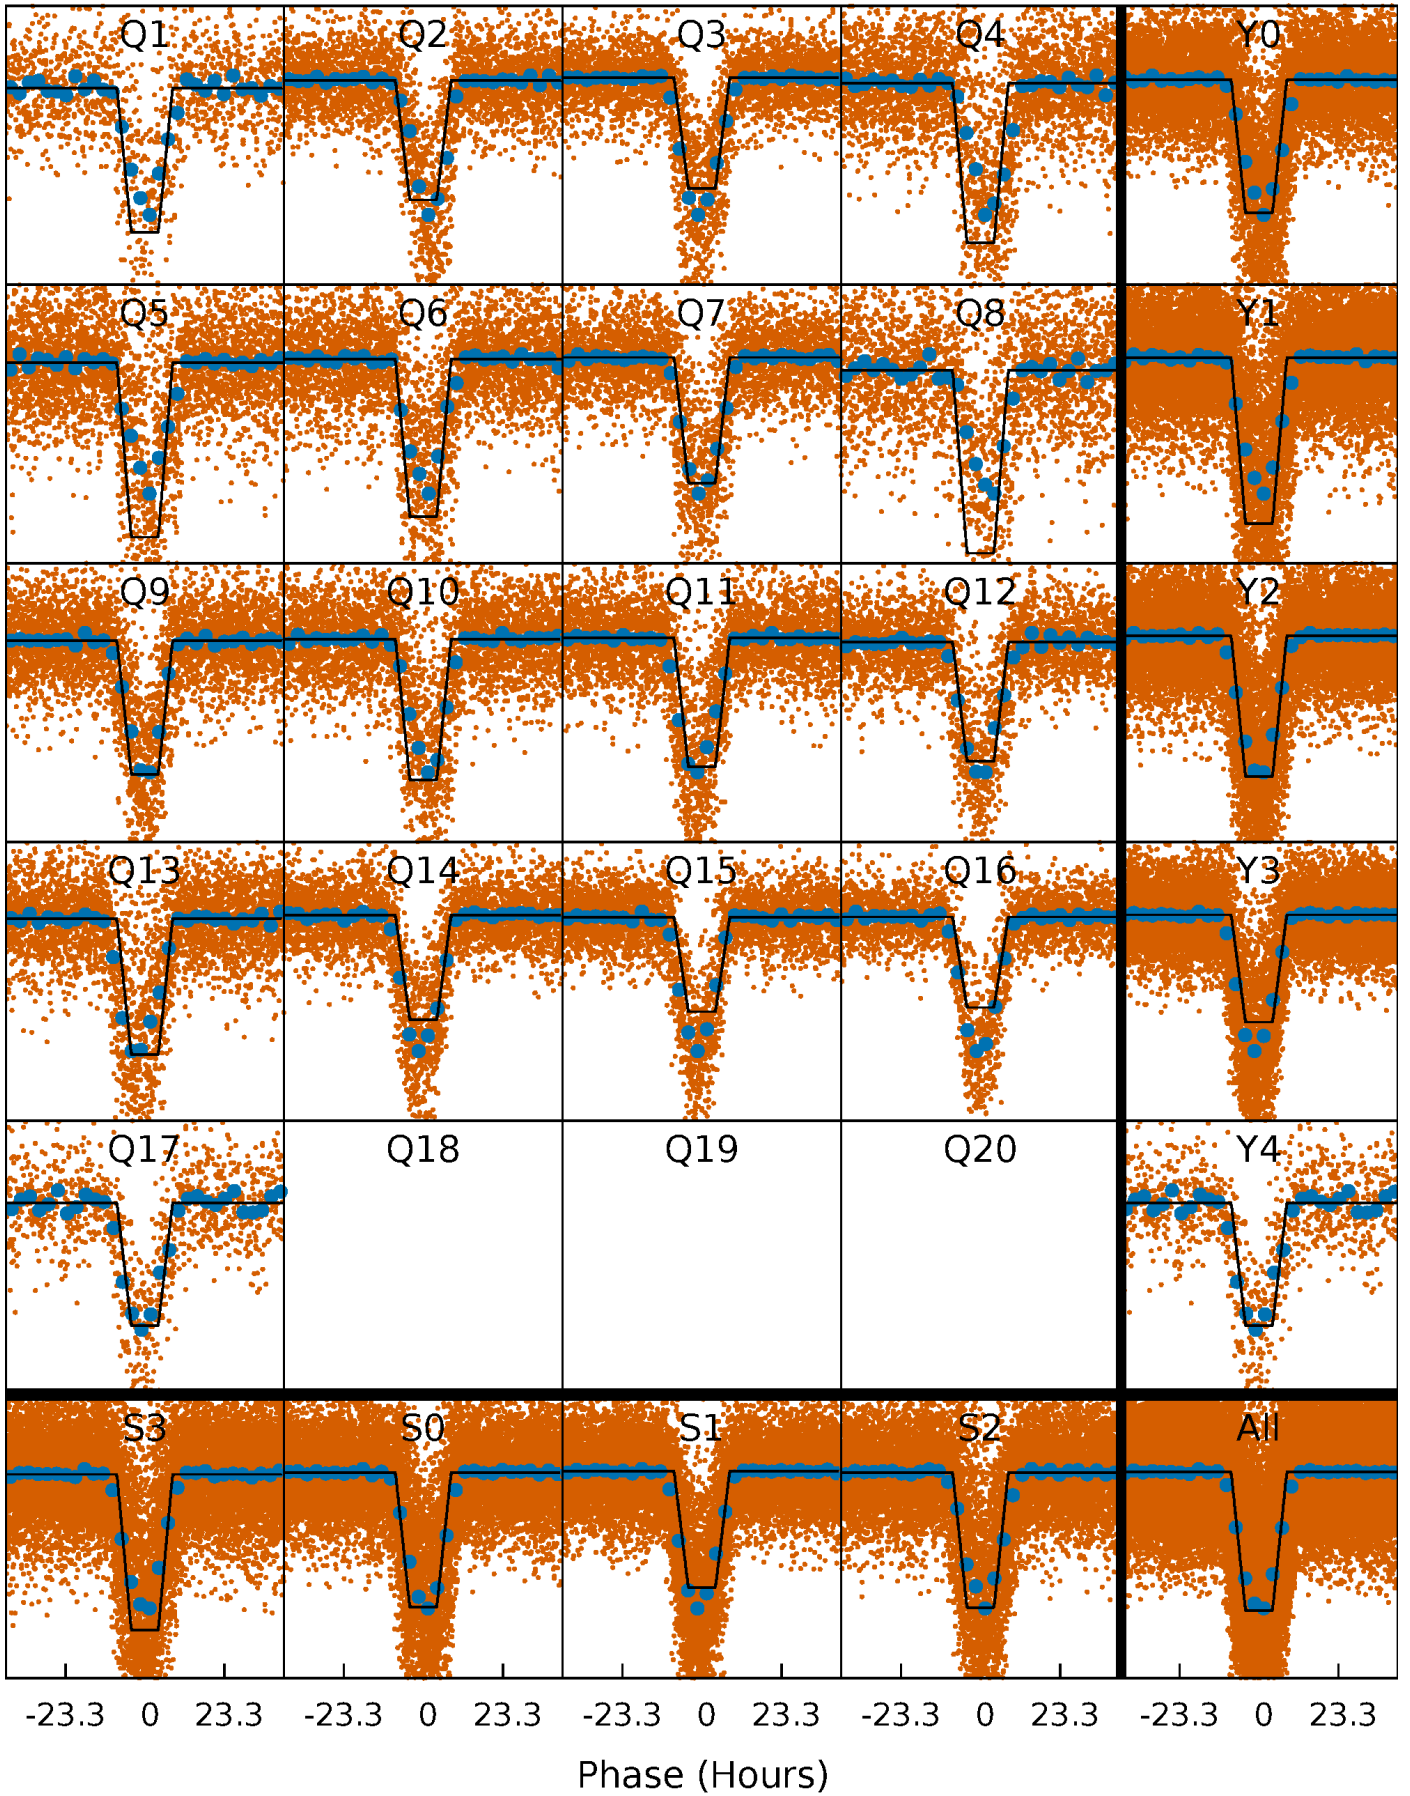 Q1 Q2 Q3 Q4 Y0
Q5 Q6 Q7 Q8 Y1
Q9 Q10 Q11 Q12 Y2
Q13 Q14 Q15 Q16 Y3
Q17 Q18 Q19 Q20 Y4
S3 S0 S1 S2 All
-23.3 0 23.3 -23.3 0 23.3 -23.3 0 23.3 -23.3 0 23.3 -23.3 0 23.3
Phase (Hours)